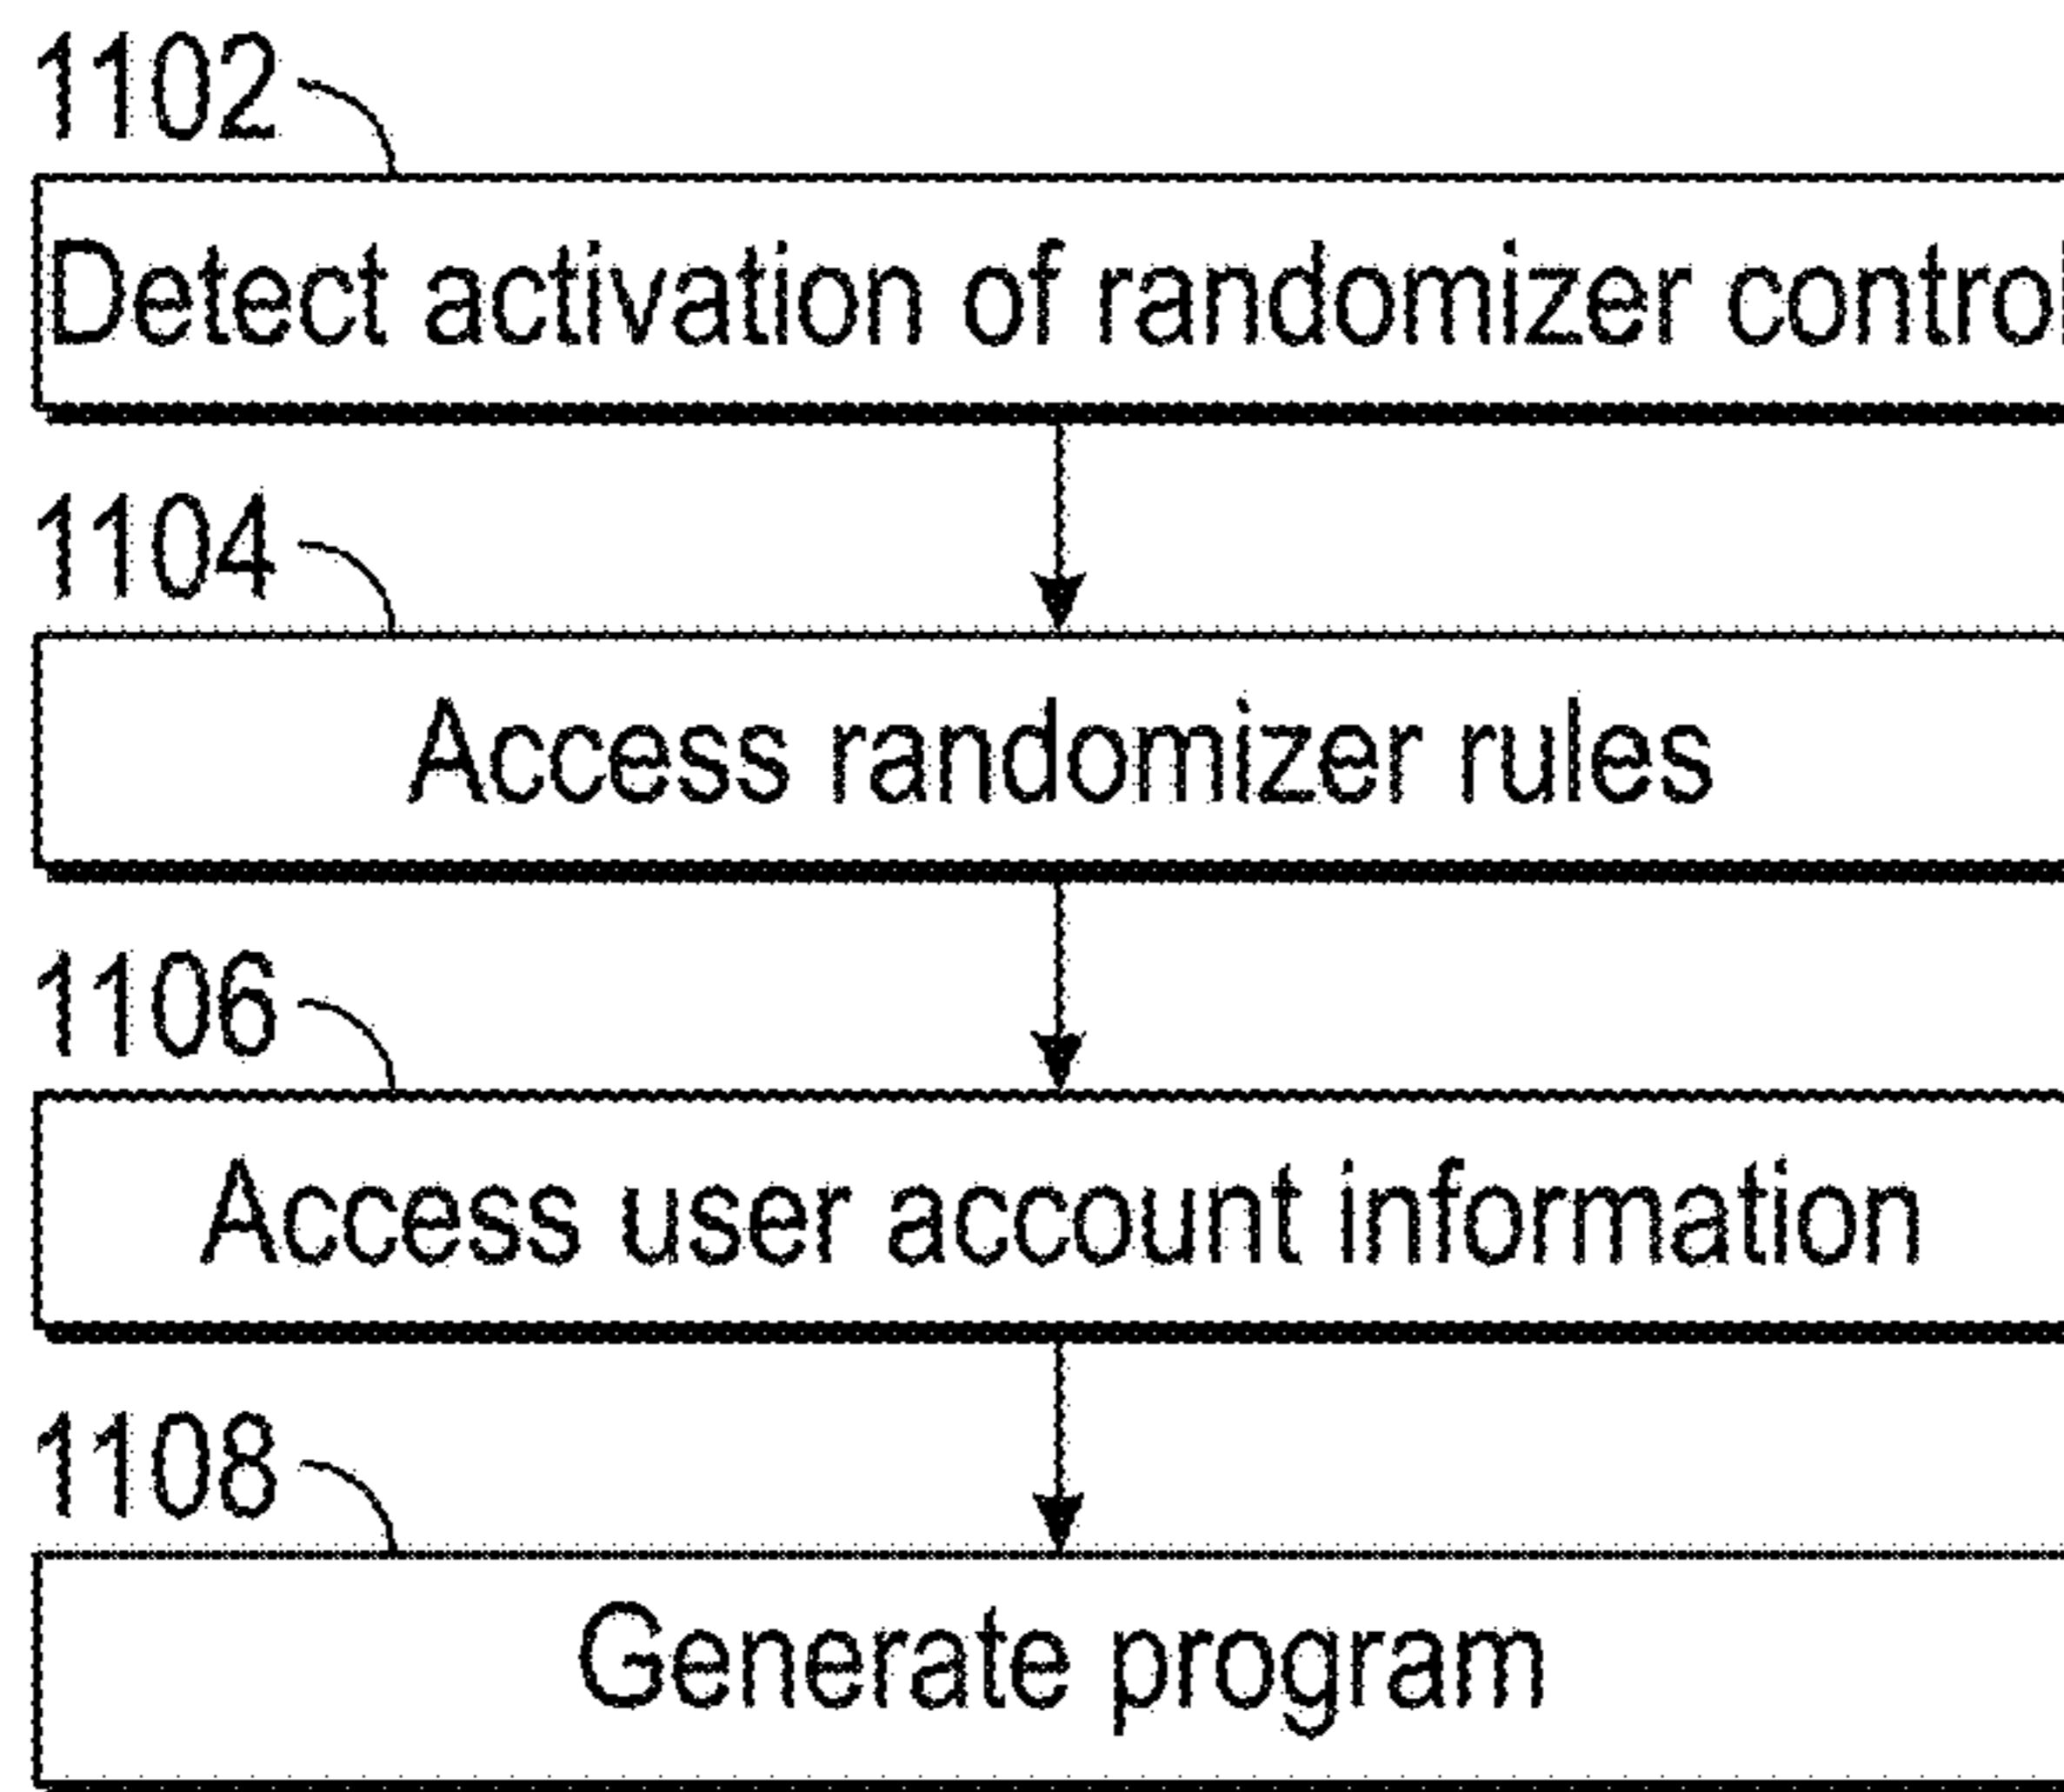 1102
Detect activation of randomizer control
1104
Access randomizer rules
1106
Access user account information
1108
Generate program